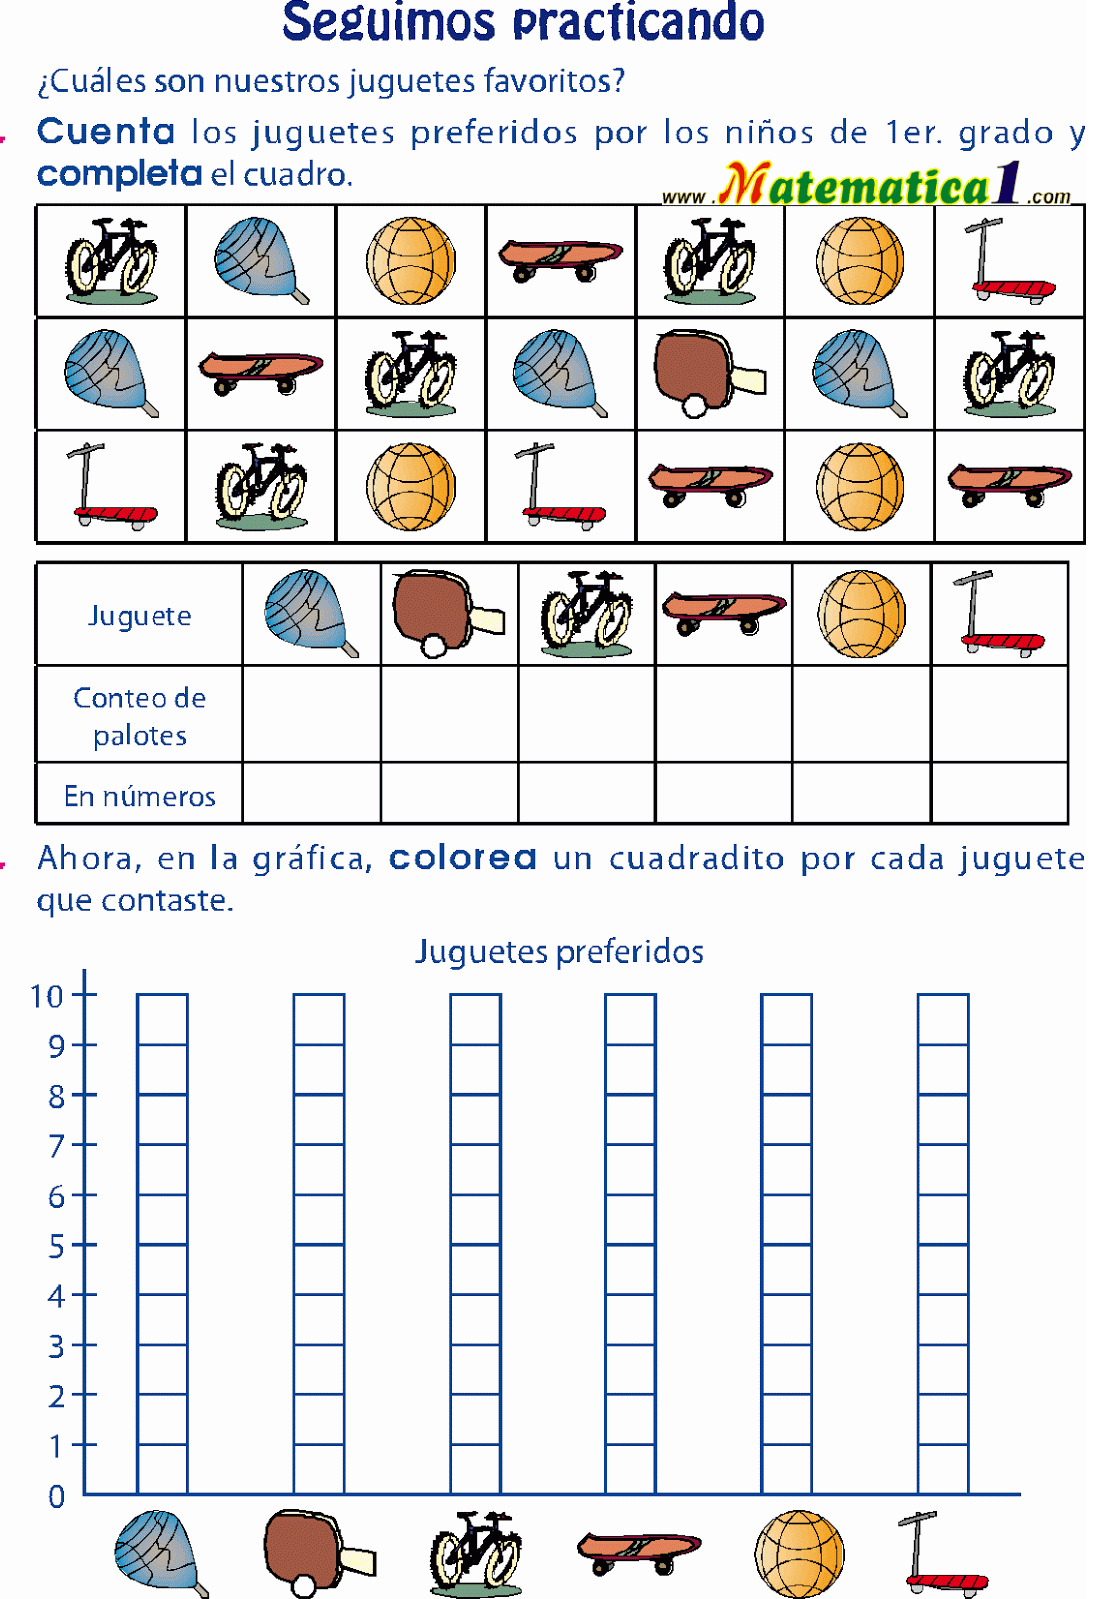 Seguimos practicando
¿Cuáles son nuestros juguetes favoritos?
Cuenta los juguetes preferidos por los niños de 1er. grado y
completa el cuadro.
www.Matematica1.com
Juguete
Conteo de
palotes
En números
Ahora, en la gráfica, colorea un cuadradito por cada juguete
que contaste.
Juguetes preferidos
10
9
8
7
6
5
4
3
2
1
0